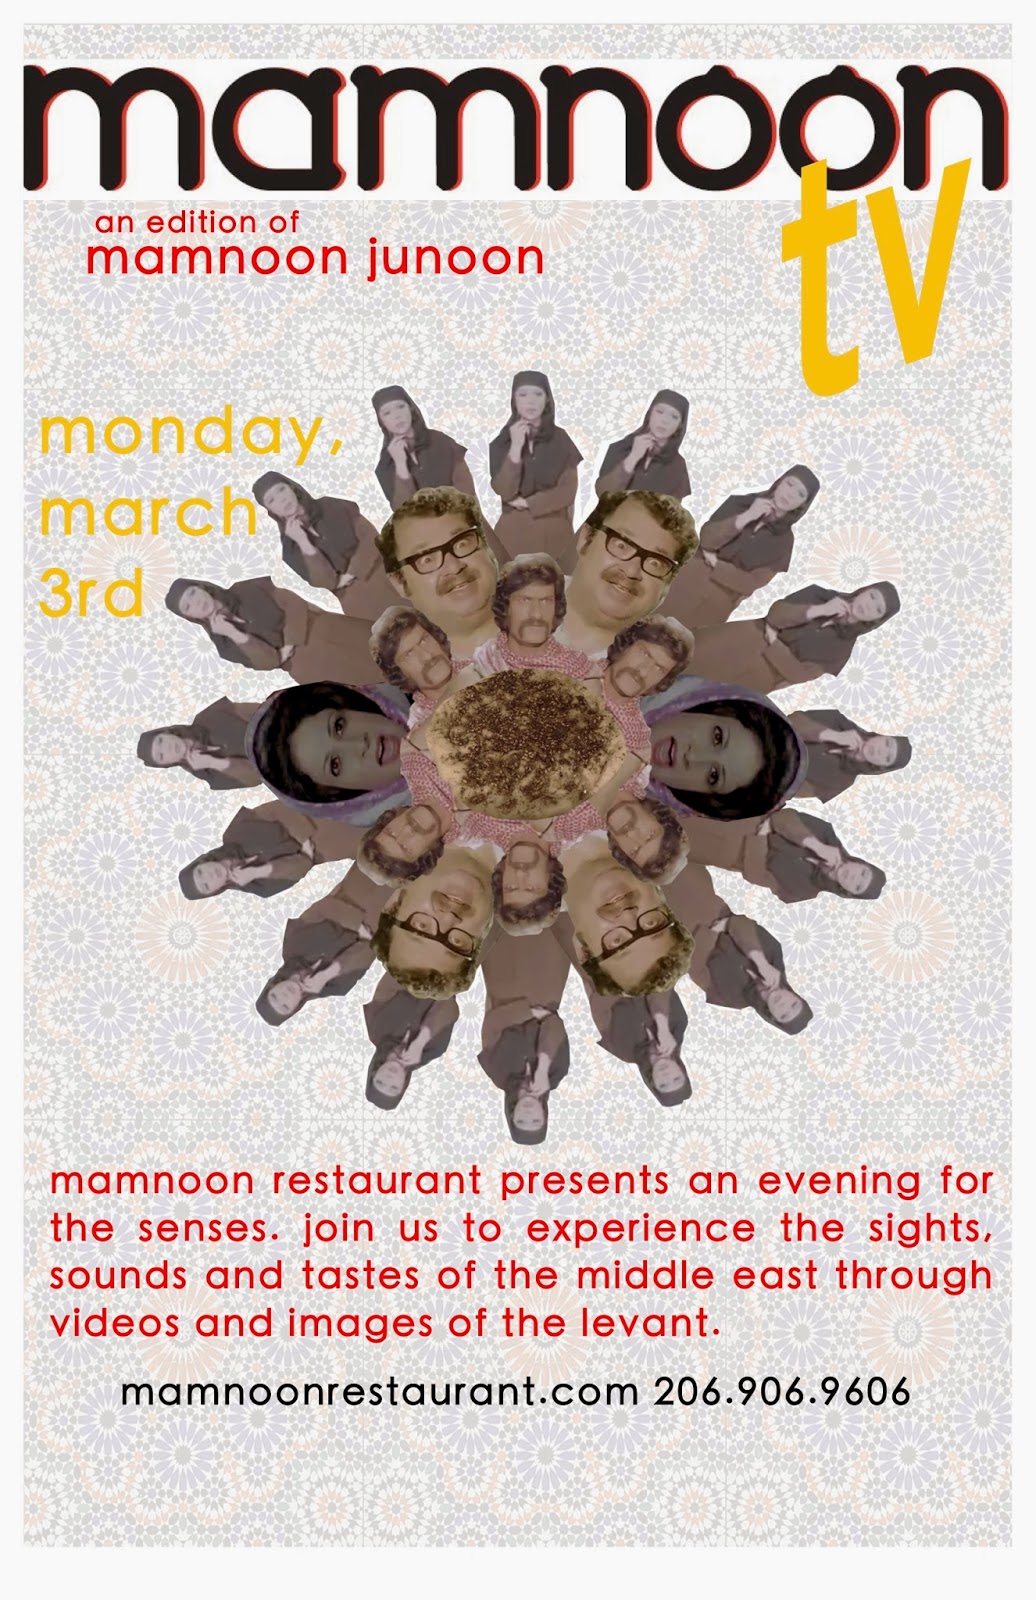 mamnoon
tv
an edition of
mamnoon junoon
monday,
march
3rd
mamnoon restaurant presents an evening for
the senses. join us to experience the sights,
sounds and tastes of the middle east through
videos and images of the levant.
mamnoonrestaurant.com 206.906.9606